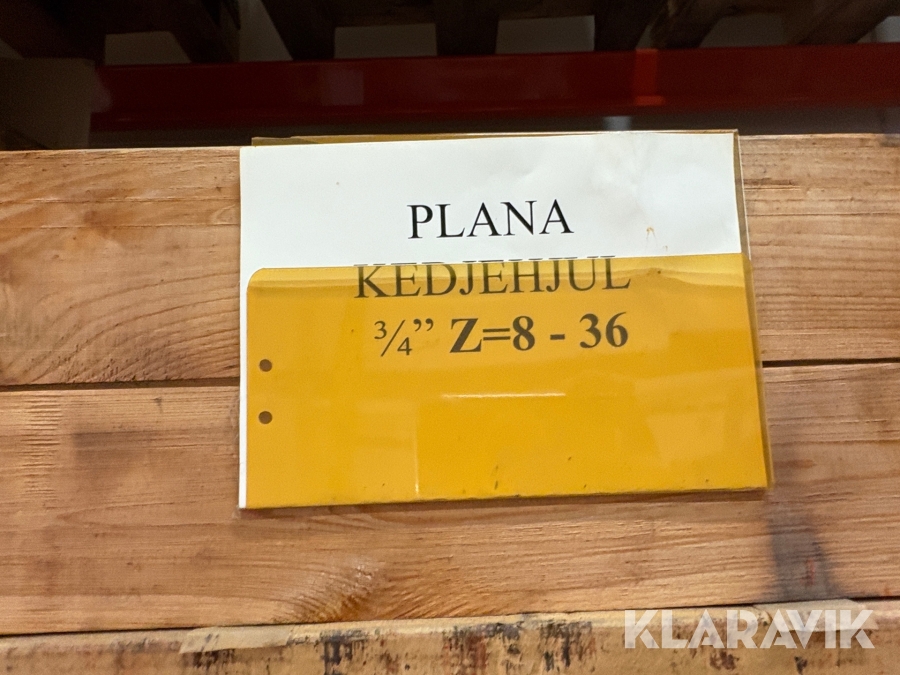 PLANA
KEDJEHJUL
¾” Z=8 - 36
KLARAVIK